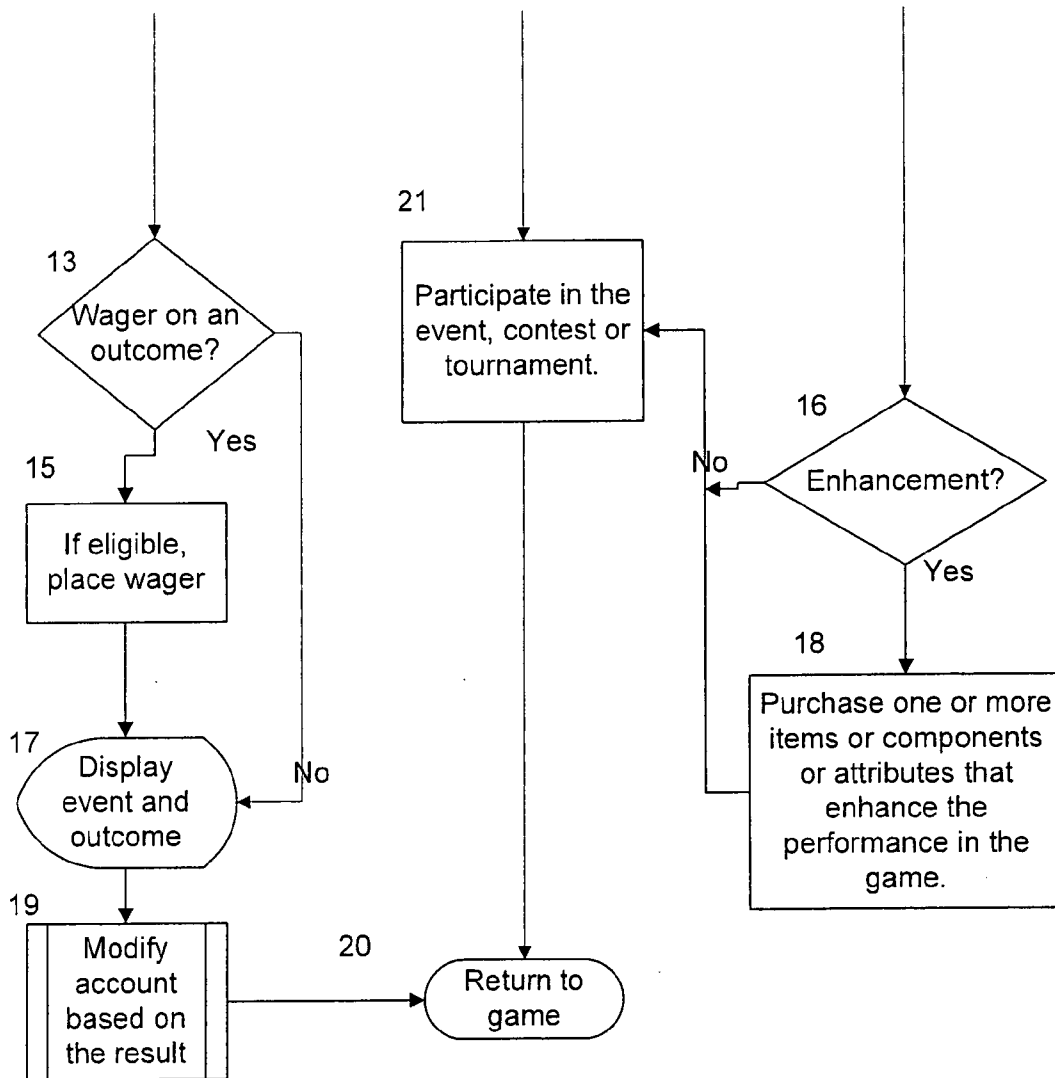 13
Wager on an
outcome?
Yes
15
If eligible,
place wager
No
17
Display
event and
outcome
19
Modify
account
based on
the result
20
Return to
game
21
Participate in the
event, contest or
tournament.
16
Enhancement?
No
Yes
18
Purchase one or more
items or components
or attributes that
enhance the
performance in the
game.